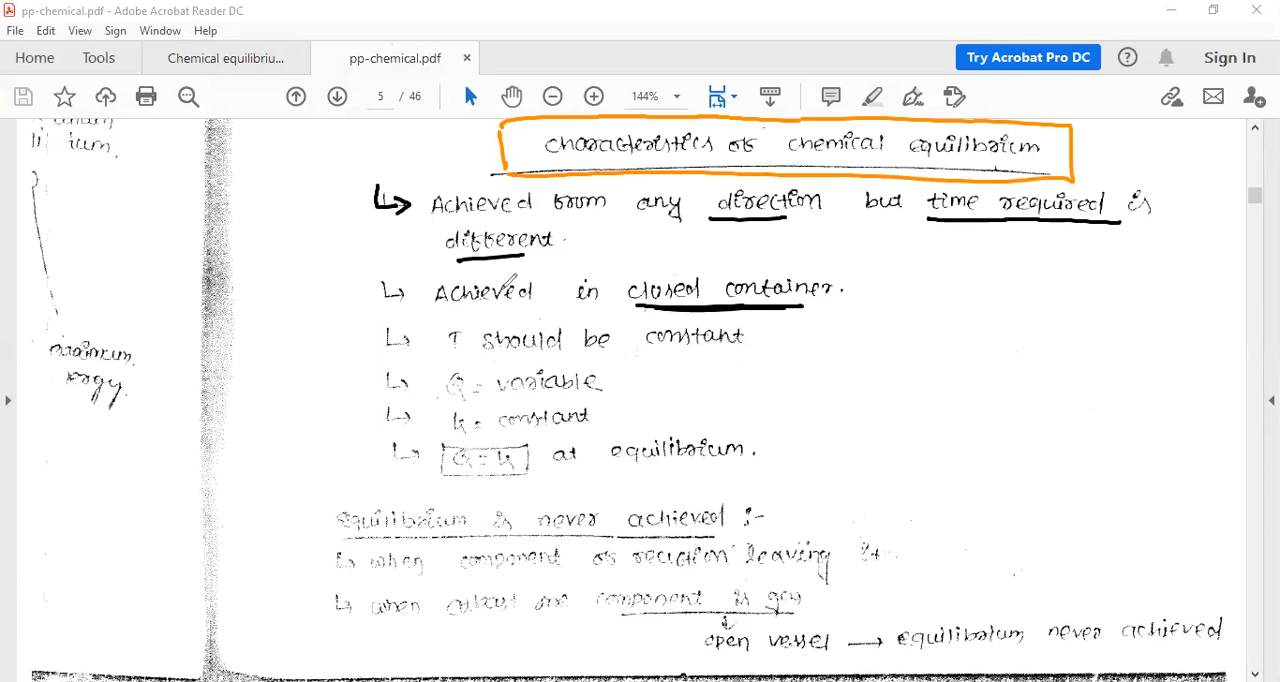 pp-chemical.pdf - Adobe Acrobat Reader DC
File Edit View Sign Window Help
Home Tools Chemical equilibriu... pp-chemical.pdf × Try Acrobat Pro DC Sign In
5 / 46 144%
characteristics of chemical equilibrium
↳ Achieved from any direction but time required is
different.
↳ Achieved in closed container.
↳ T should be constant
↳ Q = variable
↳ K = constant
↳ Q = K at equilibrium.
equilibrium is never achieved :-
↳ when component of reaction leaving it
↳ when atleast one component is gas
open vessel → equilibrium never achieved